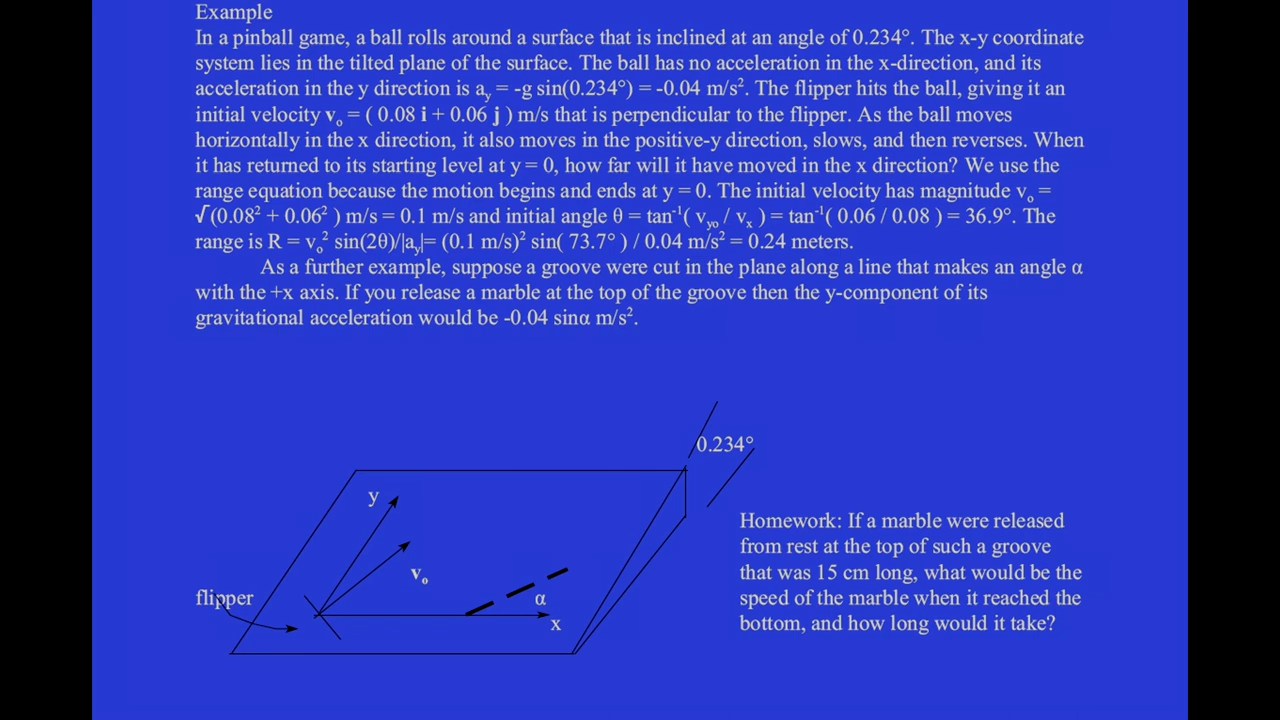 Example
In a pinball game, a ball rolls around a surface that is inclined at an angle of 0.234°. The x-y coordinate
system lies in the tilted plane of the surface. The ball has no acceleration in the x-direction, and its
acceleration in the y direction is aᵧ = -g sin(0.234°) = -0.04 m/s². The flipper hits the ball, giving it an
initial velocity vₒ = ( 0.08 i + 0.06 j ) m/s that is perpendicular to the flipper. As the ball moves
horizontally in the x direction, it also moves in the positive-y direction, slows, and then reverses. When
it has returned to its starting level at y = 0, how far will it have moved in the x direction? We use the
range equation because the motion begins and ends at y = 0. The initial velocity has magnitude vₒ =
√(0.08² + 0.06² ) m/s = 0.1 m/s and initial angle θ = tan⁻¹( vyo / vx ) = tan⁻¹( 0.06 / 0.08 ) = 36.9°. The
range is R = vₒ² sin(2θ)/|ay|= (0.1 m/s)² sin( 73.7° ) / 0.04 m/s² = 0.24 meters.
As a further example, suppose a groove were cut in the plane along a line that makes an angle α
with the +x axis. If you release a marble at the top of the groove then the y-component of its
gravitational acceleration would be -0.04 sinα m/s².
0.234°
y
vₒ
flipper
α
x
Homework: If a marble were released
from rest at the top of such a groove
that was 15 cm long, what would be the
speed of the marble when it reached the
bottom, and how long would it take?